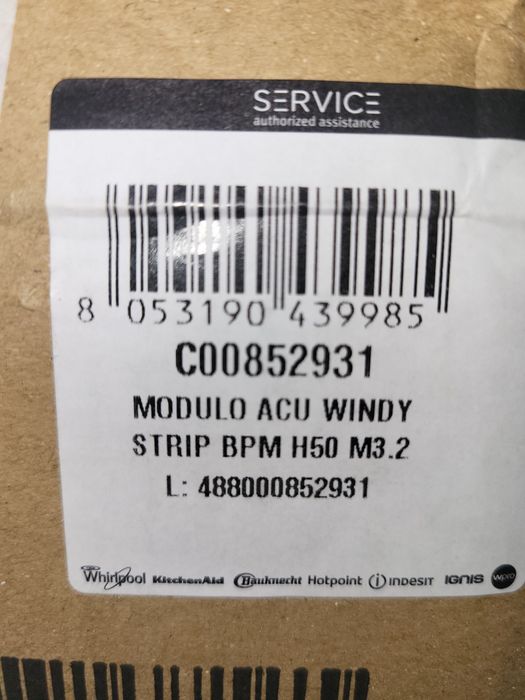 SERVICE
authorized assistance
8 053190 439985
C00852931
MODULO ACU WINDY
STRIP BPM H50 M3.2
L: 488000852931
Whirlpool KitchenAid Bauknecht Hotpoint i INDESIT IGNIS wpro